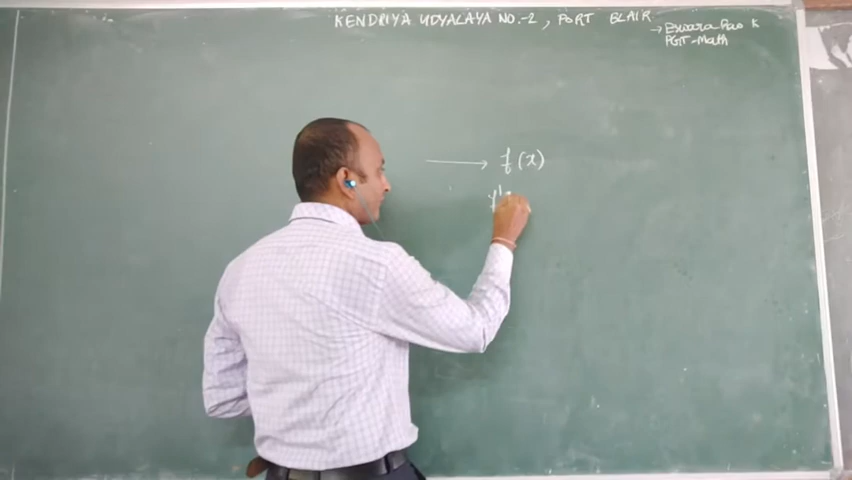 KENDRIYA VIDYALAYA NO.-2, PORT BLAIR
→ Eswara Rao K
PGT-Math
→ f(x)